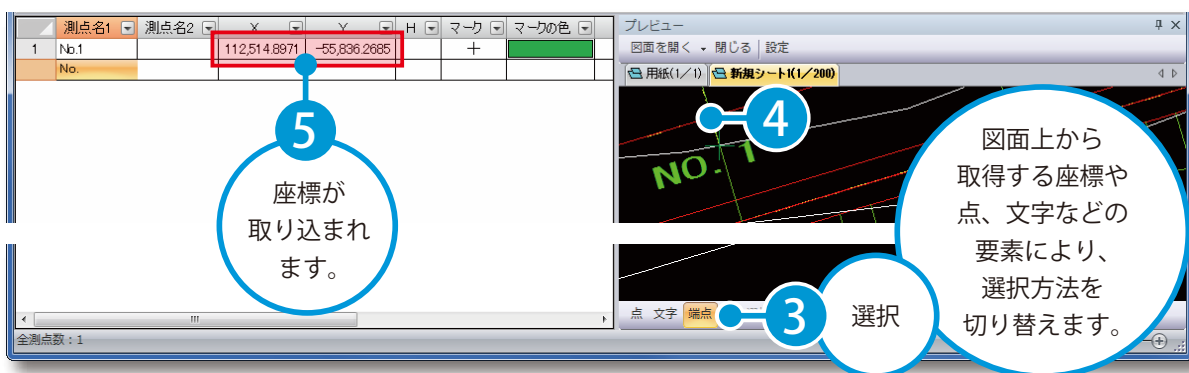 測点名1 測点名2 X Y H マーク マークの色
1 No.1 112,514.8971 -55,836.2685 +
No.
5
座標が
取り込まれ
ます。
全測点数:1
プレビュー
図面を開く 閉じる 設定
用紙(1/1) 新規シート1(1/200)
4
NO. 1
図面上から
取得する座標や
点、文字などの
要素により、
選択方法を
切り替えます。
点 文字 端点
3
選択